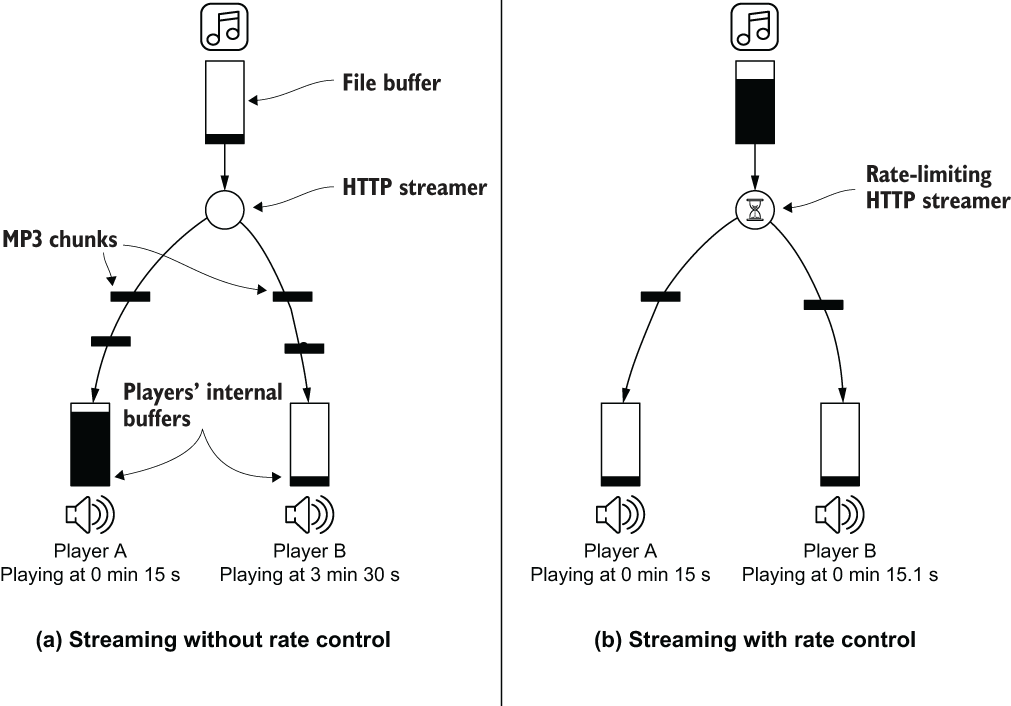 File buffer
HTTP streamer
MP3 chunks
Players’ internal
buffers
Player A
Playing at 0 min 15 s
Player B
Playing at 3 min 30 s
(a) Streaming without rate control
Rate-limiting
HTTP streamer
Player A
Playing at 0 min 15 s
Player B
Playing at 0 min 15.1 s
(b) Streaming with rate control